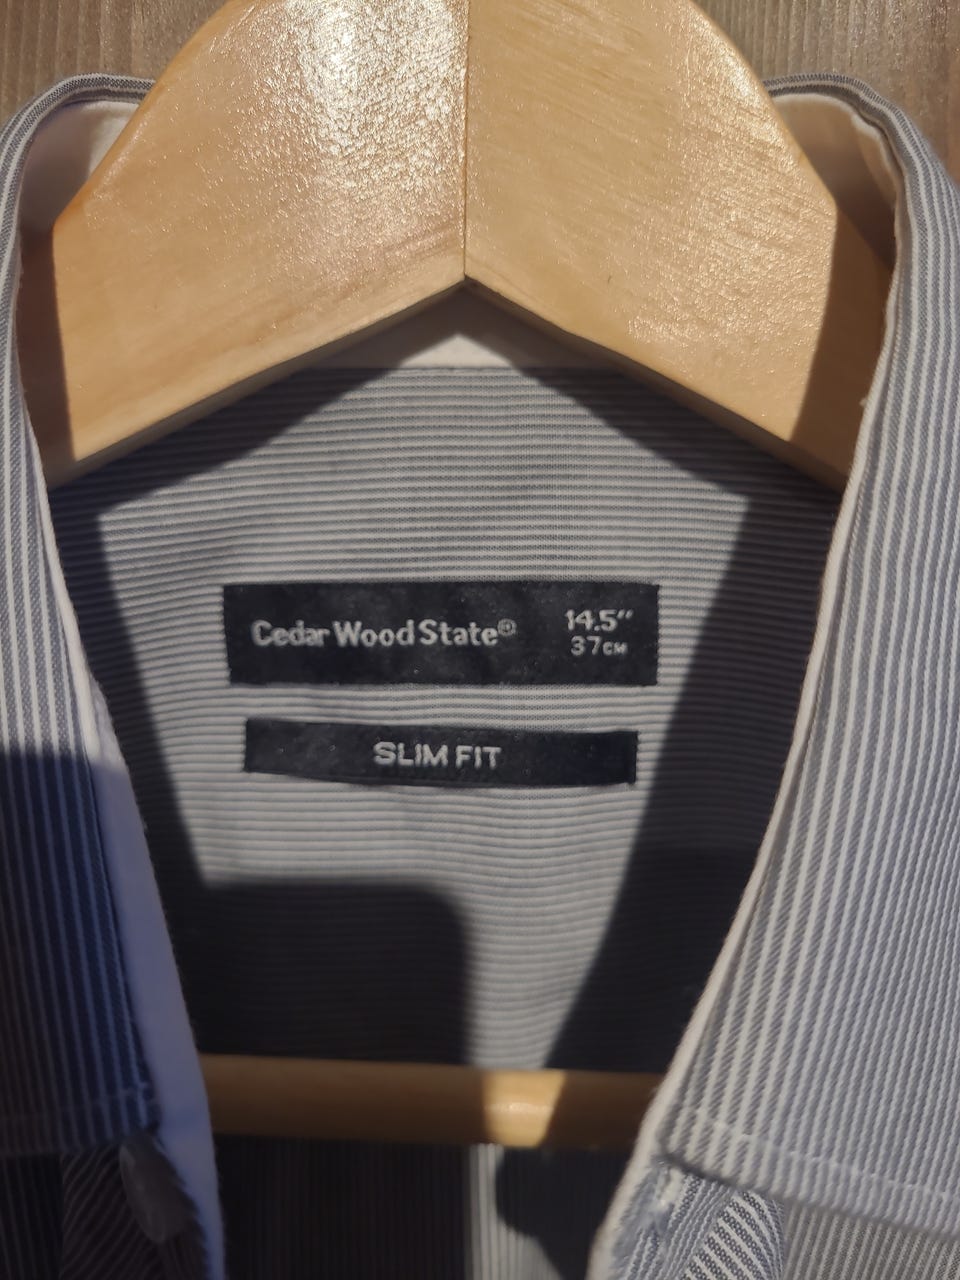 Cedar Wood State® 14.5"
37CM
SLIM FIT